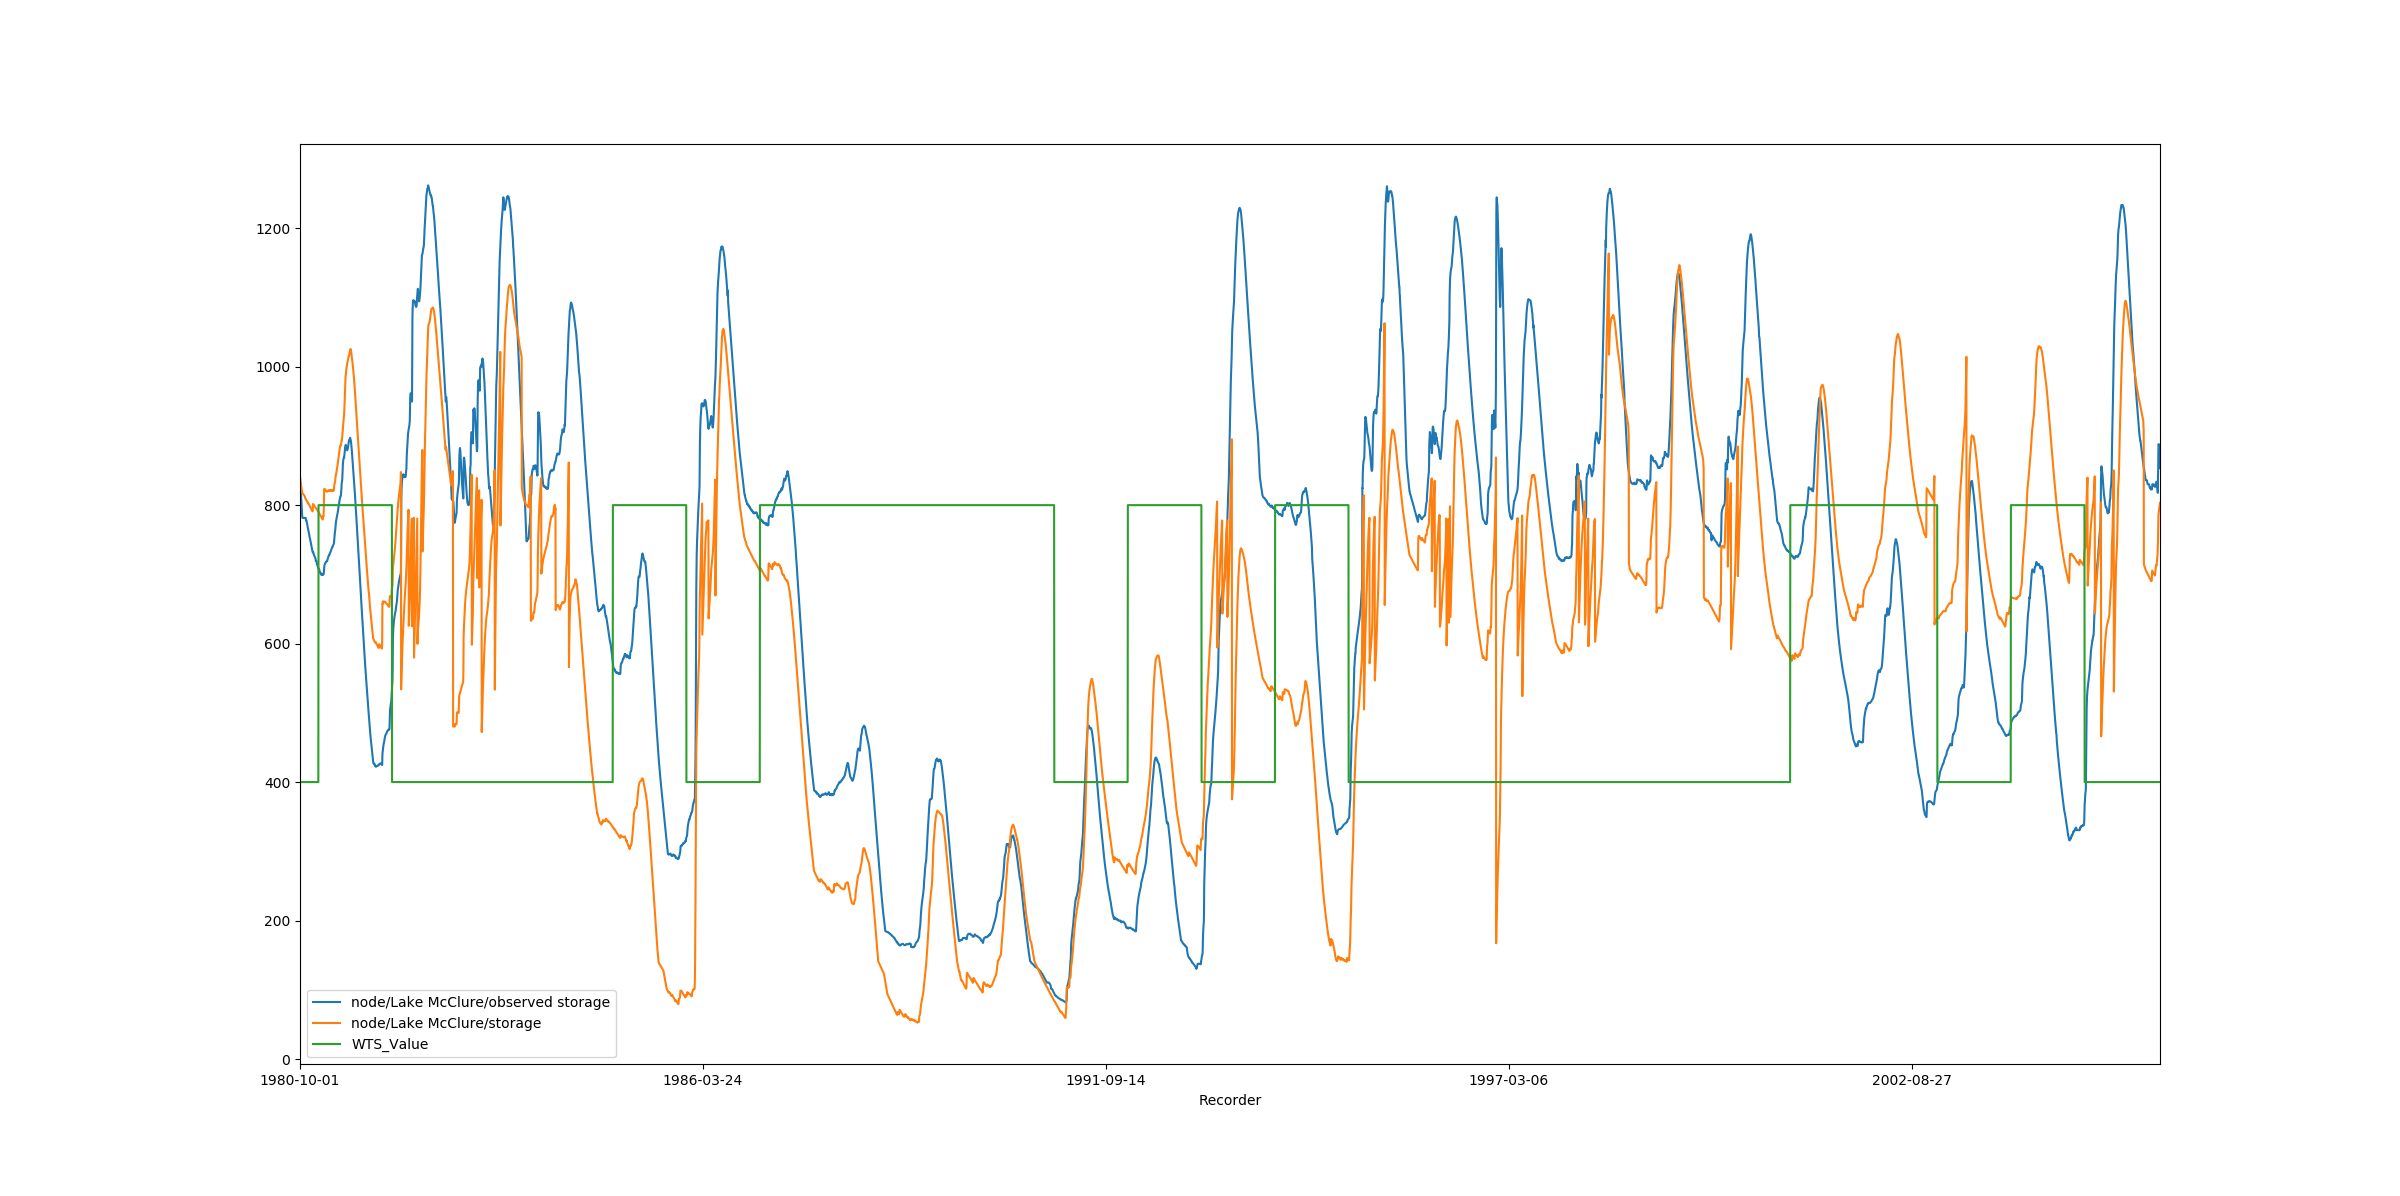 1200
1000
800
600
400
200
0
1980-10-01 1986-03-24 1991-09-14 1997-03-06 2002-08-27
Recorder
node/Lake McClure/observed storage
node/Lake McClure/storage
WTS_Value